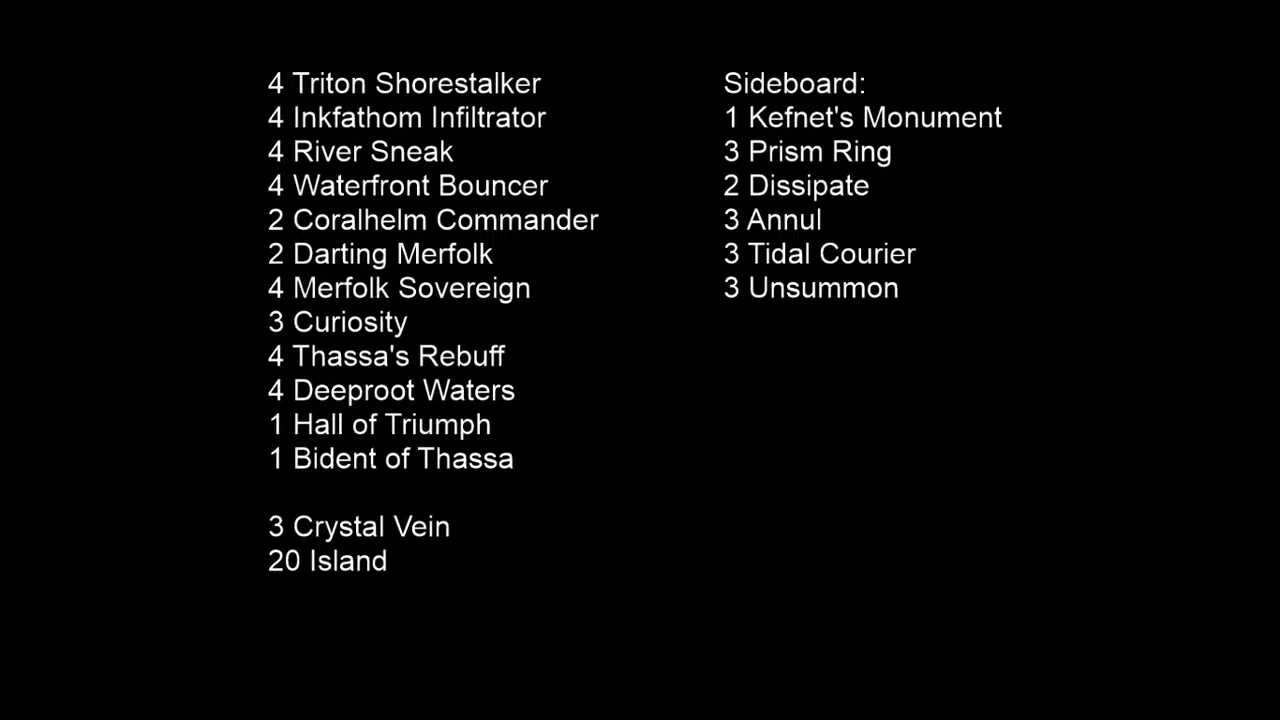 4 Triton Shorestalker
4 Inkfathom Infiltrator
4 River Sneak
4 Waterfront Bouncer
2 Coralhelm Commander
2 Darting Merfolk
4 Merfolk Sovereign
3 Curiosity
4 Thassa's Rebuff
4 Deeproot Waters
1 Hall of Triumph
1 Bident of Thassa
3 Crystal Vein
20 Island
Sideboard:
1 Kefnet's Monument
3 Prism Ring
2 Dissipate
3 Annul
3 Tidal Courier
3 Unsummon